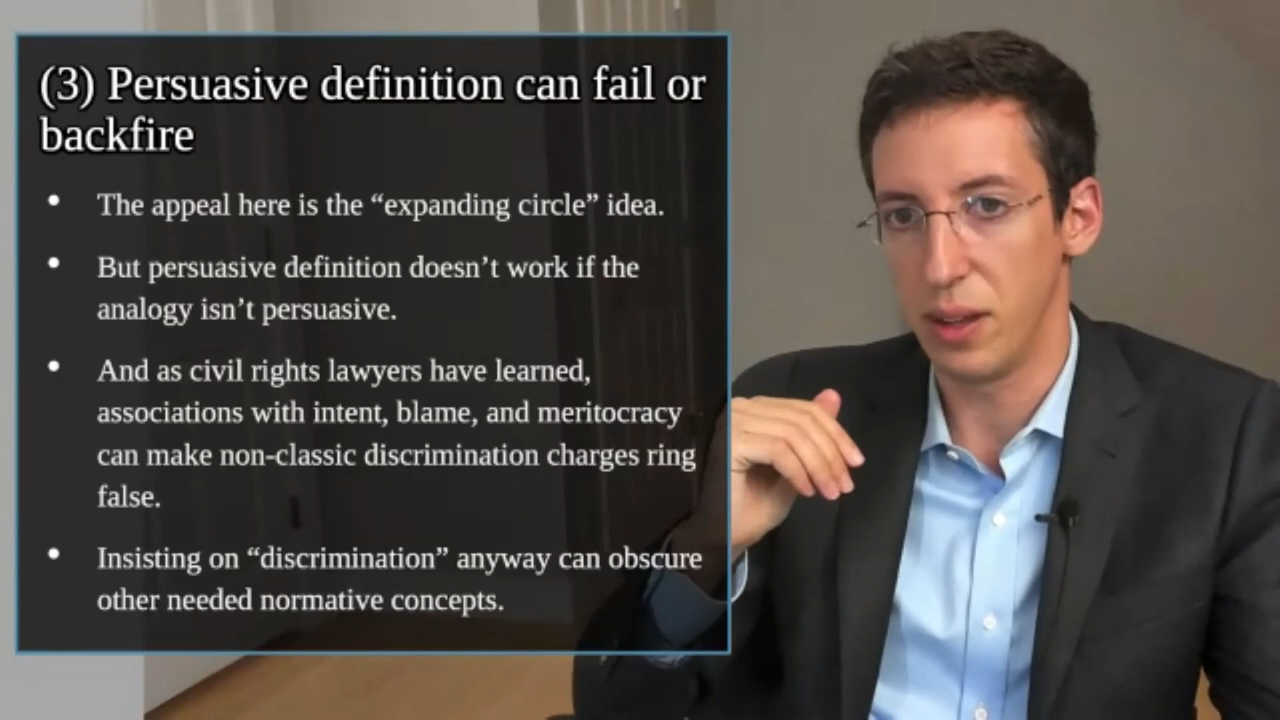 (3) Persuasive definition can fail or
backfire
• The appeal here is the “expanding circle” idea.
• But persuasive definition doesn’t work if the
analogy isn’t persuasive.
• And as civil rights lawyers have learned,
associations with intent, blame, and meritocracy
can make non-classic discrimination charges ring
false.
• Insisting on “discrimination” anyway can obscure
other needed normative concepts.